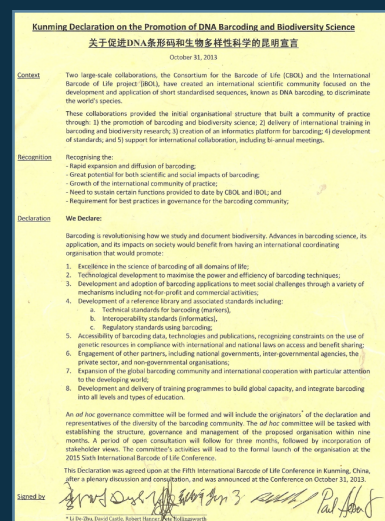 Kunming Declaration on the Promotion of DNA Barcoding and Biodiversity Science
关于促进DNA条形码和生物多样性科学的昆明宣言
October 31, 2013
Context
Two large-scale collaborations, the Consortium for the Barcode of Life (CBOL) and the International
Barcode of Life project (iBOL), have created an international scientific community focused on the
development and application of short standardised sequences, known as DNA barcoding, to discriminate
the world's species.
These collaborations provided the initial organisational structure that built a community of practice
through: 1) the promotion of barcoding and biodiversity science; 2) delivery of international training in
barcoding and biodiversity research; 3) creation of an informatics platform for barcoding; 4) development
of standards; and 5) support for international collaboration, including bi-annual meetings.
Recognition
Recognising the:
- Rapid expansion and diffusion of barcoding;
- Great potential for both scientific and social impacts of barcoding;
- Growth of the international community of practice;
- Need to sustain certain functions provided to date by CBOL and iBOL; and
- Requirement for best practices in governance for the barcoding community;
Declaration
We Declare:
Barcoding is revolutionising how we study and document biodiversity. Advances in barcoding science, its
application, and its impacts on society would benefit from having an international coordinating
organisation that would promote:
1. Excellence in the science of barcoding of all domains of life;
2. Technological development to maximise the power and efficiency of barcoding techniques;
3. Development and adoption of barcoding applications to meet social challenges through a variety of
mechanisms including not-for-profit and commercial activities;
4. Development of a reference library and associated standards including:
a. Technical standards for barcoding (markers),
b. Interoperability standards (informatics),
c. Regulatory standards using barcoding;
5. Accessibility of barcoding data, technologies and publications, recognizing constraints on the use of
genetic resources in compliance with international and national laws on access and benefit sharing;
6. Engagement of other partners, including national governments, inter-governmental agencies, the
private sector, and non-governmental organisations;
7. Expansion of the global barcoding community and international cooperation with particular attention
to the developing world;
8. Development and delivery of training programmes to build global capacity, and integrate barcoding
into all levels and types of education.
An ad hoc governance committee will be formed and will include the originators* of the declaration and
representatives of the diversity of the barcoding community. The ad hoc committee will be tasked with
establishing the structure, governance and management of the proposed organisation within nine
months. A period of open consultation will follow for three months, followed by incorporation of
stakeholder views. The committee's activities will lead to the formal launch of the organisation at the
2015 Sixth International Barcode of Life Conference.
This Declaration was agreed upon at the Fifth International Barcode of Life Conference in Kunming, China,
after a plenary discussion and consultation, and was announced at the Conference on October 31, 2013.
Signed by
Paul Hebert
* Li De-Zhu, David Castle, Robert Hanner, Pete Hollingsworth